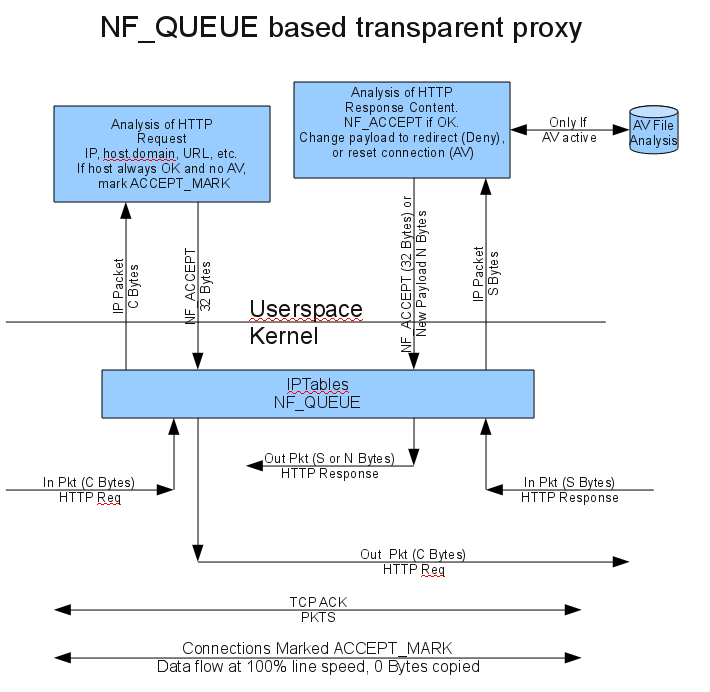 NF_QUEUE based transparent proxy
Analysis of HTTP
Request
IP, host.domain, URL, etc.
If host always OK and no AV,
mark ACCEPT_MARK
Analysis of HTTP
Response Content.
NF_ACCEPT if OK.
Change payload to redirect (Deny),
or reset connection (AV)
Only If
AV active
AV File
Analysis
IP Packet
C Bytes
NF_ACCEPT
32 Bytes
NF_ACCEPT (32 Bytes) or
New Payload N Bytes
IP Packet
S Bytes
Userspace
Kernel
IPTables
NF_QUEUE
Out Pkt (S or N Bytes)
HTTP Response
In Pkt (C Bytes)
HTTP Req
In Pkt (S Bytes)
HTTP Response
Out Pkt (C Bytes)
HTTP Req
TCP ACK
PKTS
Connections Marked ACCEPT_MARK
Data flow at 100% line speed, 0 Bytes copied